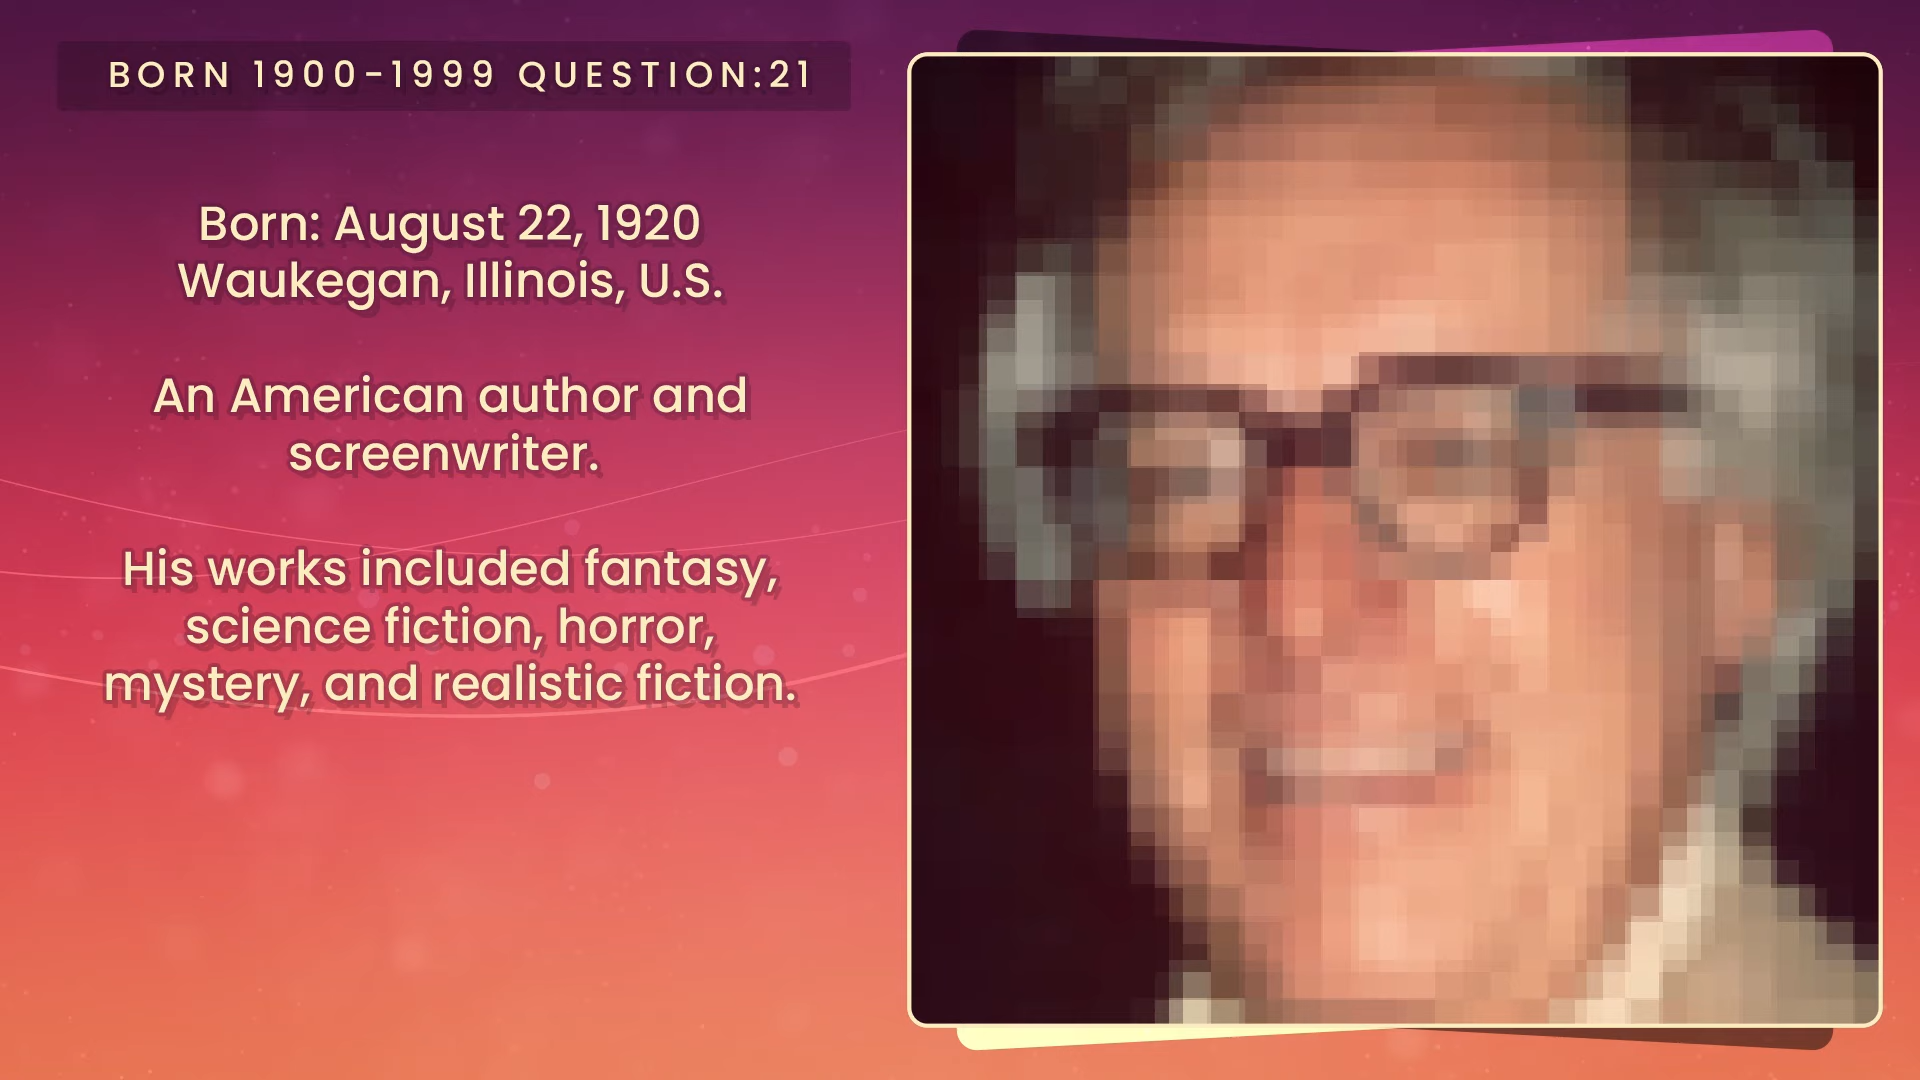 BORN 1900-1999 QUESTION:21
Born: August 22, 1920
Waukegan, Illinois, U.S.
An American author and
screenwriter.
His works included fantasy,
science fiction, horror,
mystery, and realistic fiction.